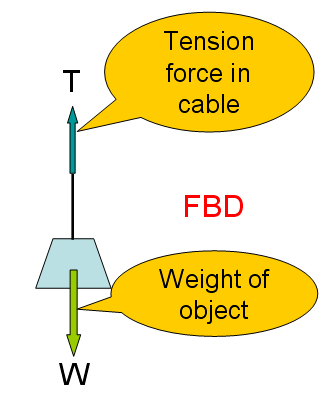 Tension
force in
cable
T
FBD
Weight of
object
W